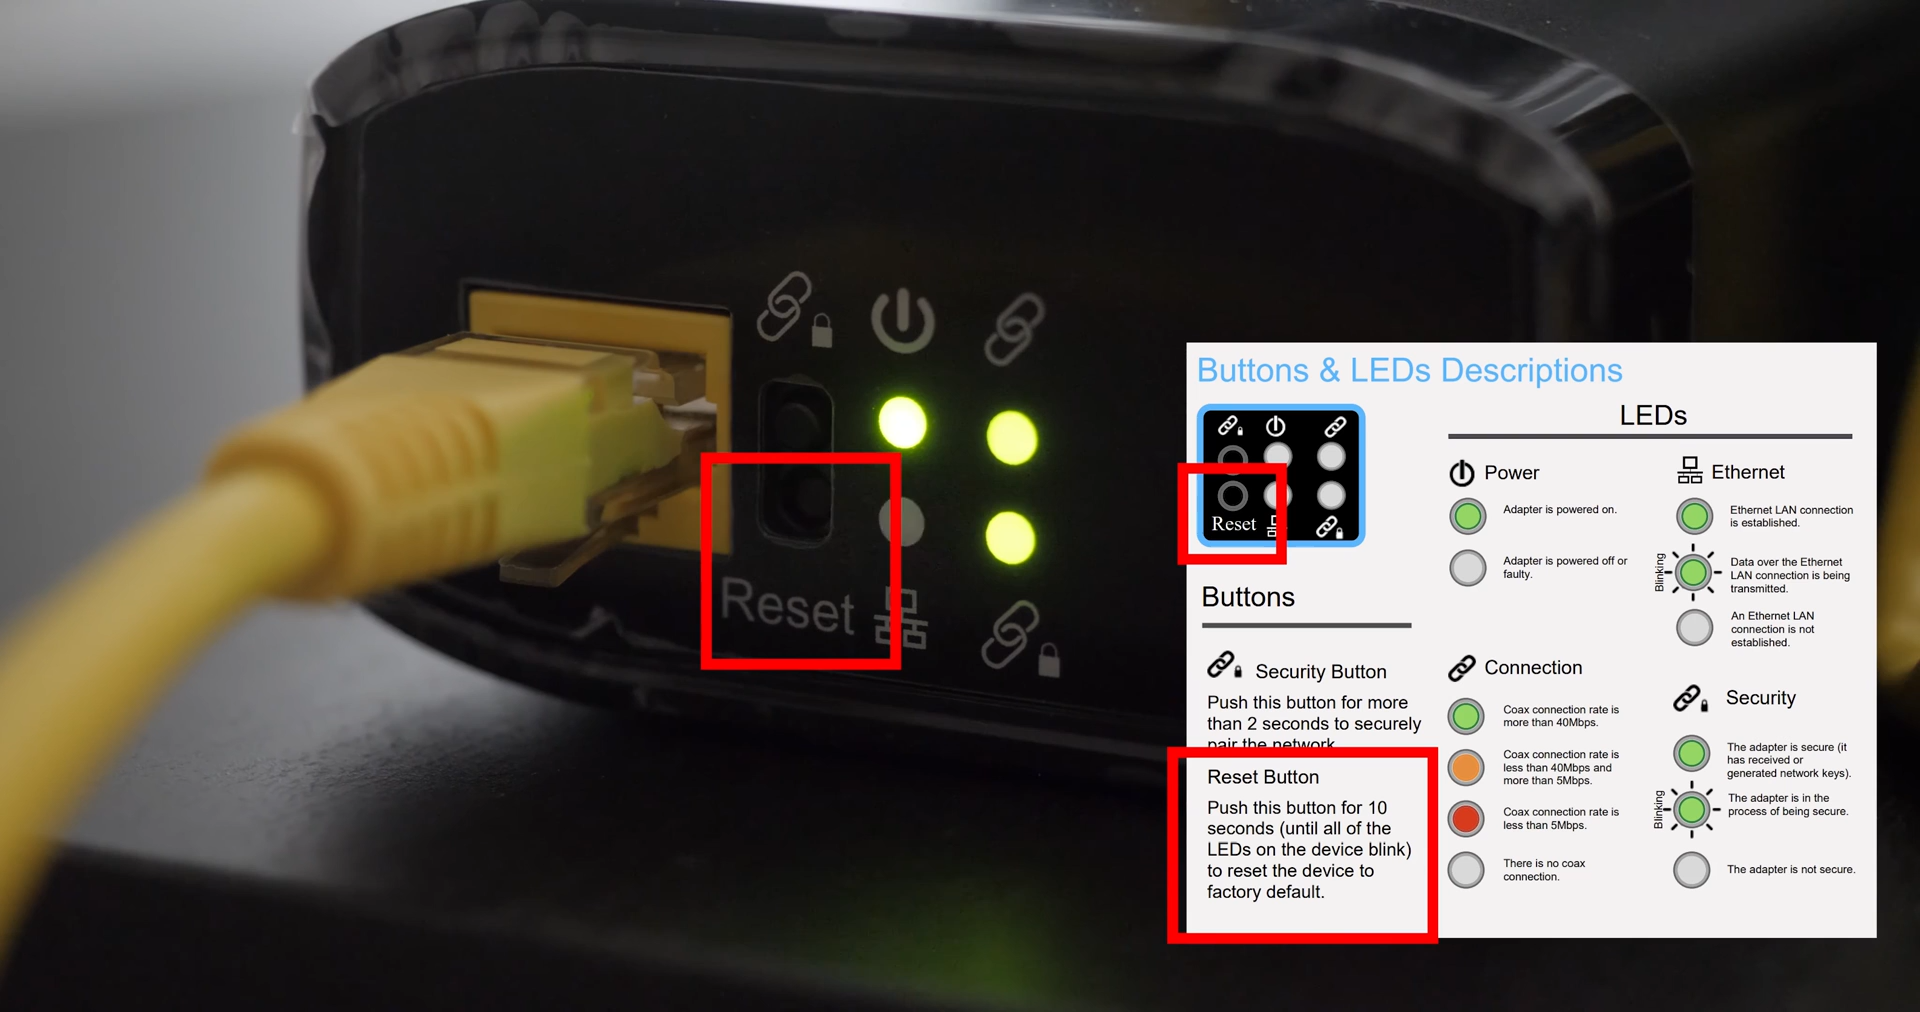 Reset
Buttons & LEDs Descriptions
Reset
Buttons
Security Button
Push this button for more
than 2 seconds to securely
pair the network
Reset Button
Push this button for 10
seconds (until all of the
LEDs on the device blink)
to reset the device to
factory default.
LEDs
Power
Adapter is powered on.
Adapter is powered off or
faulty.
Connection
Coax connection rate is
more than 40Mbps.
Coax connection rate is
less than 40Mbps and
more than 5Mbps.
Coax connection rate is
less than 5Mbps.
There is no coax
connection.
Ethernet
Ethernet LAN connection
is established.
Blinking
Data over the Ethernet
LAN connection is being
transmitted.
An Ethernet LAN
connection is not
established.
Security
The adapter is secure (it
has received or
generated network keys).
Blinking
The adapter is in the
process of being secure.
The adapter is not secure.